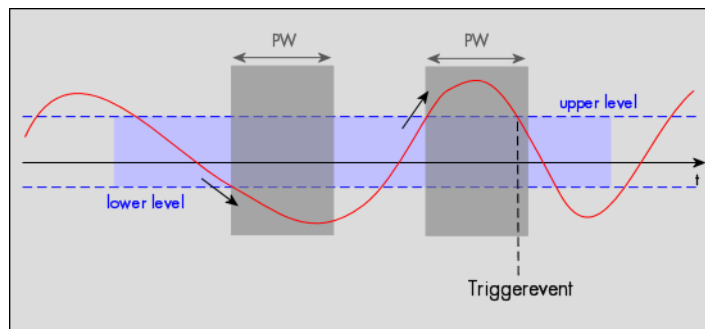 PW
PW
upper level
t
lower level
Triggerevent